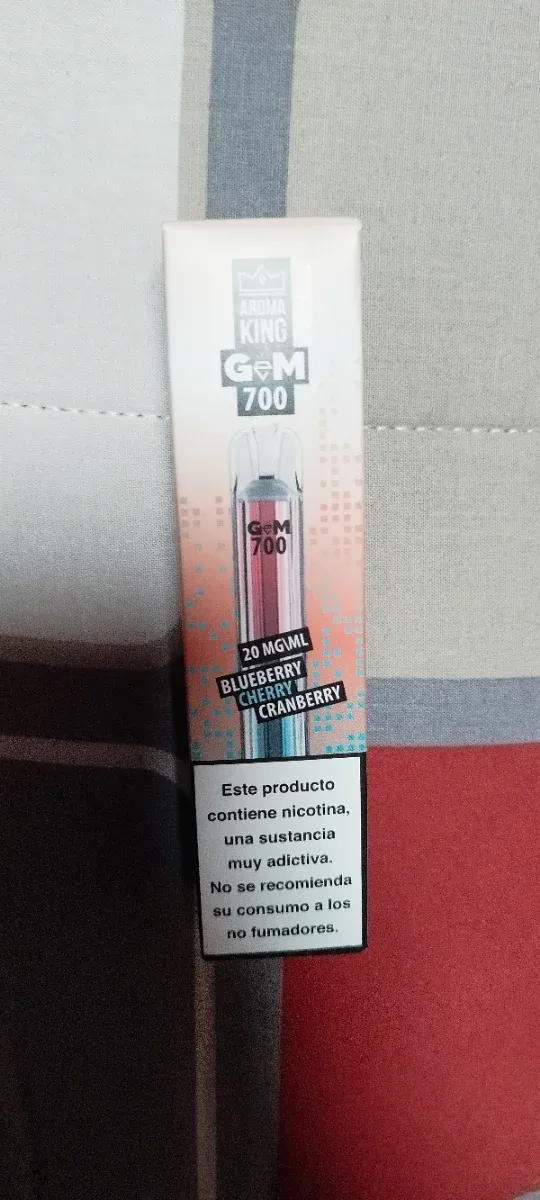 AROMA
KING
GeM
700
GeM
700
20 MG\ML
BLUEBERRY
CHERRY
CRANBERRY
Este producto
contiene nicotina,
una sustancia
muy adictiva.
No se recomienda
su consumo a los
no fumadores.